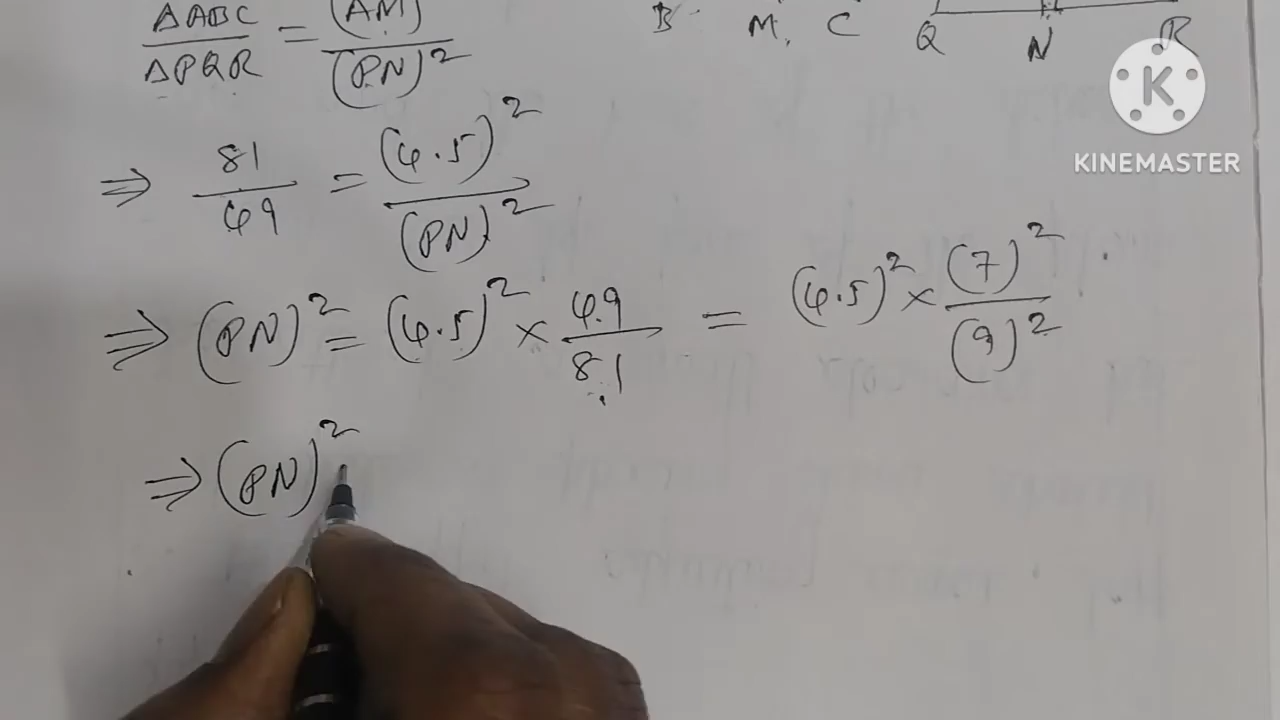 ΔABC/ΔPQR = (AM)/(PN)²
B M, C Q N R
⇒ 81/49 = (4.5)²/(PN)²
⇒ (PN)² = (4.5)² × 49/81 = (4.5)² × (7)²/(9)²
⇒ (PN)²
K
KINEMASTER